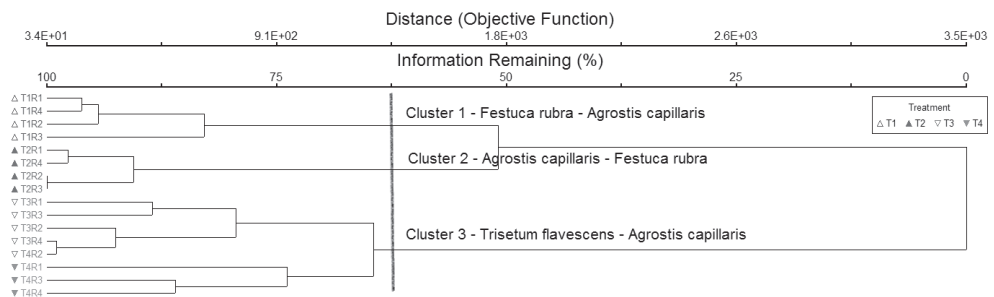 Distance (Objective Function)
3.4E+01 9.1E+02 1.8E+03 2.6E+03 3.5E+03
Information Remaining (%)
100 75 50 25 0
T1R1
T1R4
T1R2
T1R3
T2R1
T2R4
T2R2
T2R3
T3R1
T3R3
T3R2
T3R4
T4R2
T4R1
T4R3
T4R4
Cluster 1 - Festuca rubra - Agrostis capillaris
Cluster 2 - Agrostis capillaris - Festuca rubra
Cluster 3 - Trisetum flavescens - Agrostis capillaris
Treatment
T1 T2 T3 T4